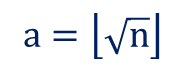 a = ⌊√n⌋